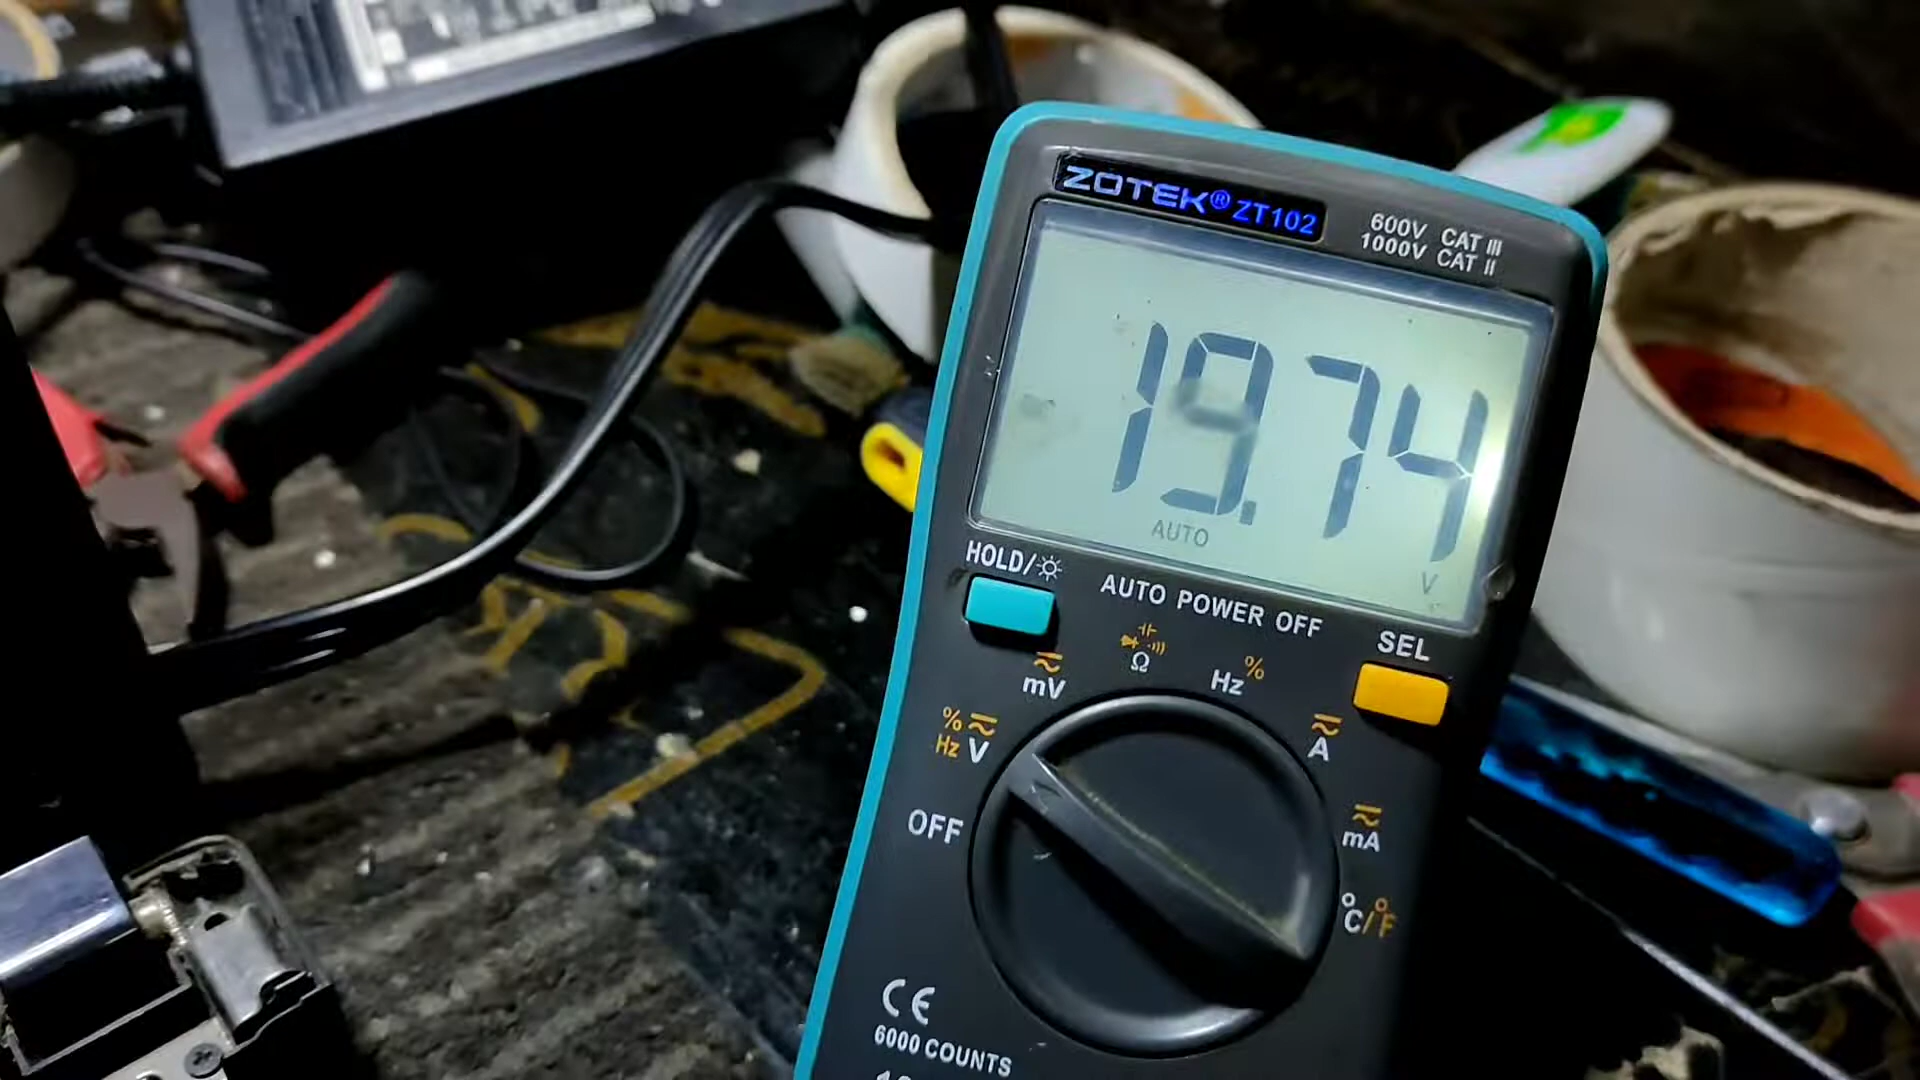 ZOTEK® ZT102
600V CAT III
1000V CAT II
19.74
AUTO
V
HOLD/
AUTO POWER OFF
SEL
mV
Ω
Hz %
% Hz V
A
OFF
mA
°C/°F
CE
6000 COUNTS